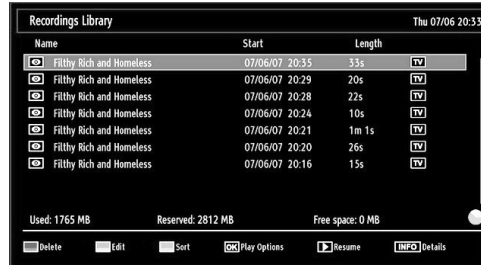 Recordings Library Thu 07/06 20:33
Name Start Length
Filthy Rich and Homeless 07/06/07 20:35 33s TV
Filthy Rich and Homeless 07/06/07 20:29 20s TV
Filthy Rich and Homeless 07/06/07 20:28 22s TV
Filthy Rich and Homeless 07/06/07 20:24 10s TV
Filthy Rich and Homeless 07/06/07 20:21 1m 1s TV
Filthy Rich and Homeless 07/06/07 20:20 26s TV
Filthy Rich and Homeless 07/06/07 20:16 15s TV
Used: 1765 MB Reserved: 2812 MB Free space: 0 MB
Delete Edit Sort OK Play Options Resume INFO Details